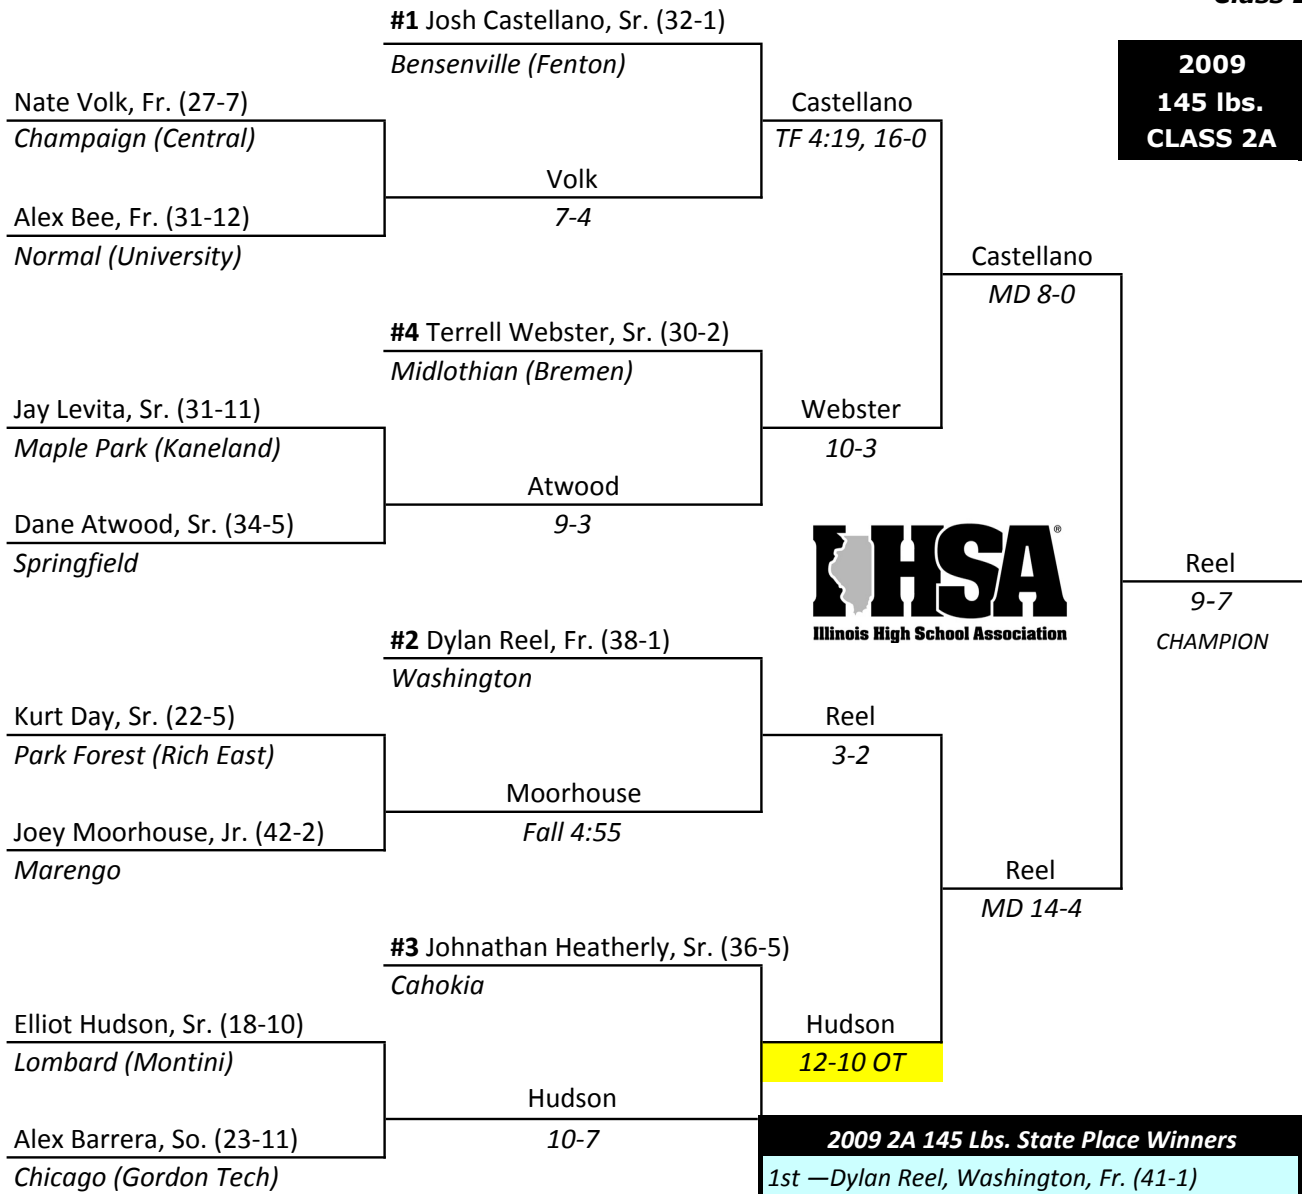 Class 2
#1 Josh Castellano, Sr. (32-1)
Bensenville (Fenton)
2009
145 lbs.
CLASS 2A
Nate Volk, Fr. (27-7)
Champaign (Central)
Castellano
TF 4:19, 16-0
Volk
7-4
Alex Bee, Fr. (31-12)
Normal (University)
Castellano
MD 8-0
#4 Terrell Webster, Sr. (30-2)
Midlothian (Bremen)
Jay Levita, Sr. (31-11)
Maple Park (Kaneland)
Webster
10-3
Atwood
9-3
Dane Atwood, Sr. (34-5)
Springfield
IHSA®
Illinois High School Association
Reel
9-7
CHAMPION
#2 Dylan Reel, Fr. (38-1)
Washington
Kurt Day, Sr. (22-5)
Park Forest (Rich East)
Reel
3-2
Moorhouse
Fall 4:55
Joey Moorhouse, Jr. (42-2)
Marengo
Reel
MD 14-4
#3 Johnathan Heatherly, Sr. (36-5)
Cahokia
Elliot Hudson, Sr. (18-10)
Lombard (Montini)
Hudson
12-10 OT
Hudson
10-7
Alex Barrera, So. (23-11)
Chicago (Gordon Tech)
2009 2A 145 Lbs. State Place Winners
1st —Dylan Reel, Washington, Fr. (41-1)